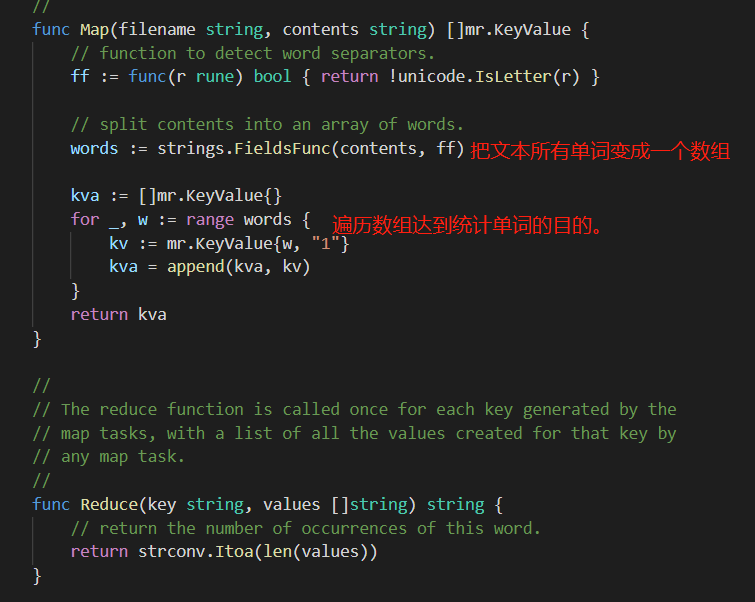 //
func Map(filename string, contents string) []mr.KeyValue {
// function to detect word separators.
ff := func(r rune) bool { return !unicode.IsLetter(r) }
// split contents into an array of words.
words := strings.FieldsFunc(contents, ff) 把文本所有单词变成一个数组
kva := []mr.KeyValue{}
for _, w := range words { 遍历数组达到统计单词的目的。
kv := mr.KeyValue{w, "1"}
kva = append(kva, kv)
}
return kva
}
//
// The reduce function is called once for each key generated by the
// map tasks, with a list of all the values created for that key by
// any map task.
//
func Reduce(key string, values []string) string {
// return the number of occurrences of this word.
return strconv.Itoa(len(values))
}